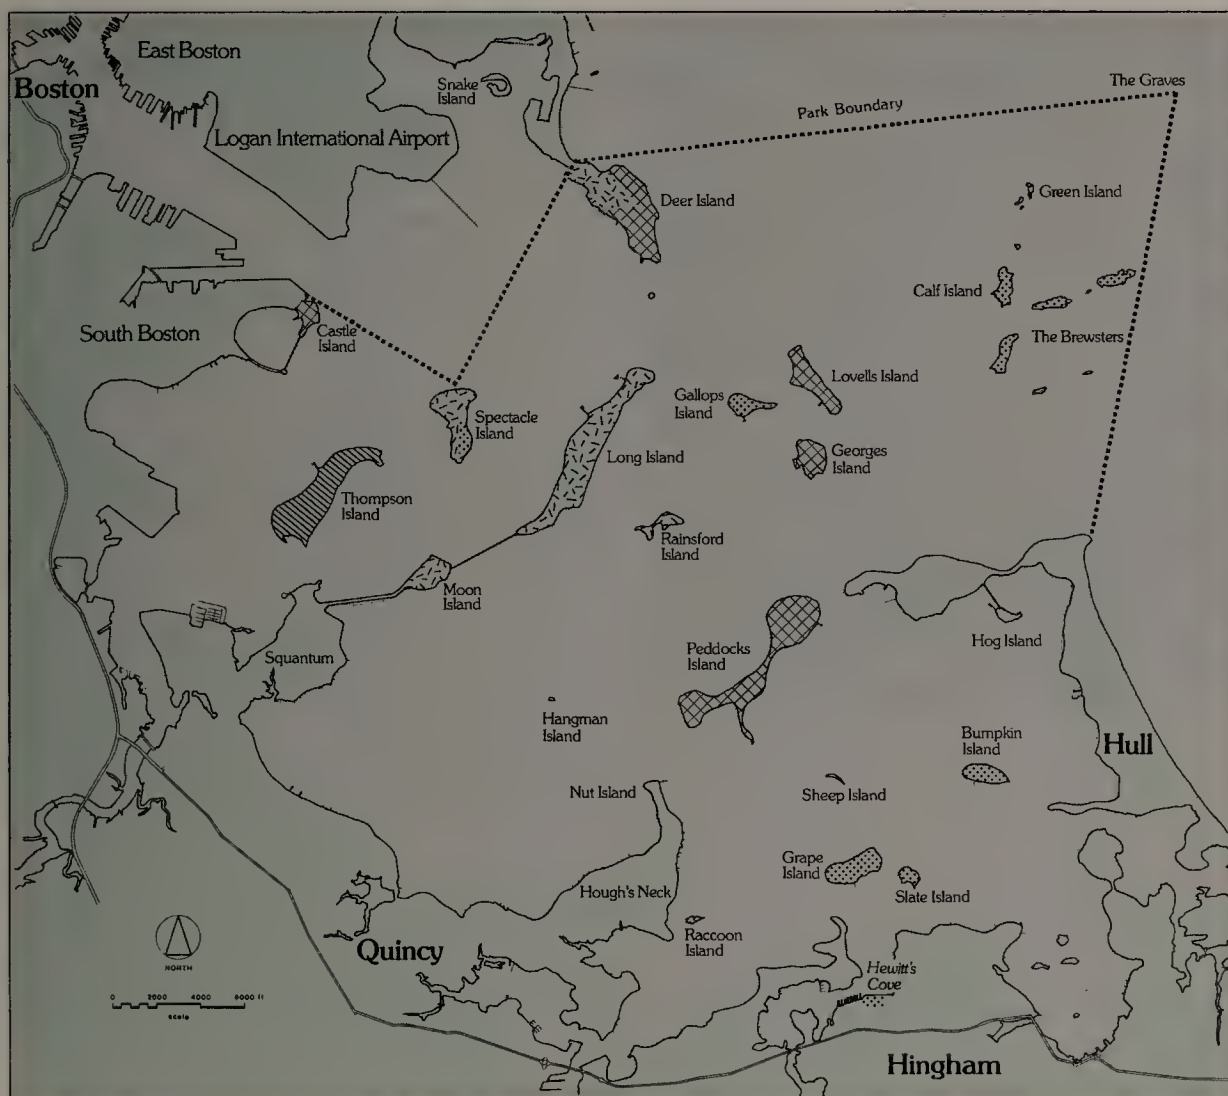 East Boston
Boston
Snake
Island
The Graves
Park Boundary
Logan International Airport
Deer Island
Green Island
Calf Island
South Boston
Castle
Island
The Brewsters
Lovells Island
Gallops
Island
Spectacle
Island
Long Island
Georges
Island
Thompson
Island
Rainsford
Island
Moon
Island
Hog Island
Squantum
Peddocks
Island
Hangman
Island
Bumpkin
Island
Hull
Nut Island
Sheep Island
Grape
Island
Hough's Neck
Slate Island
Raccoon
Island
Quincy
Hewitt's
Cove
NORTH
0 2000 4000 8000 ft
scale
Hingham